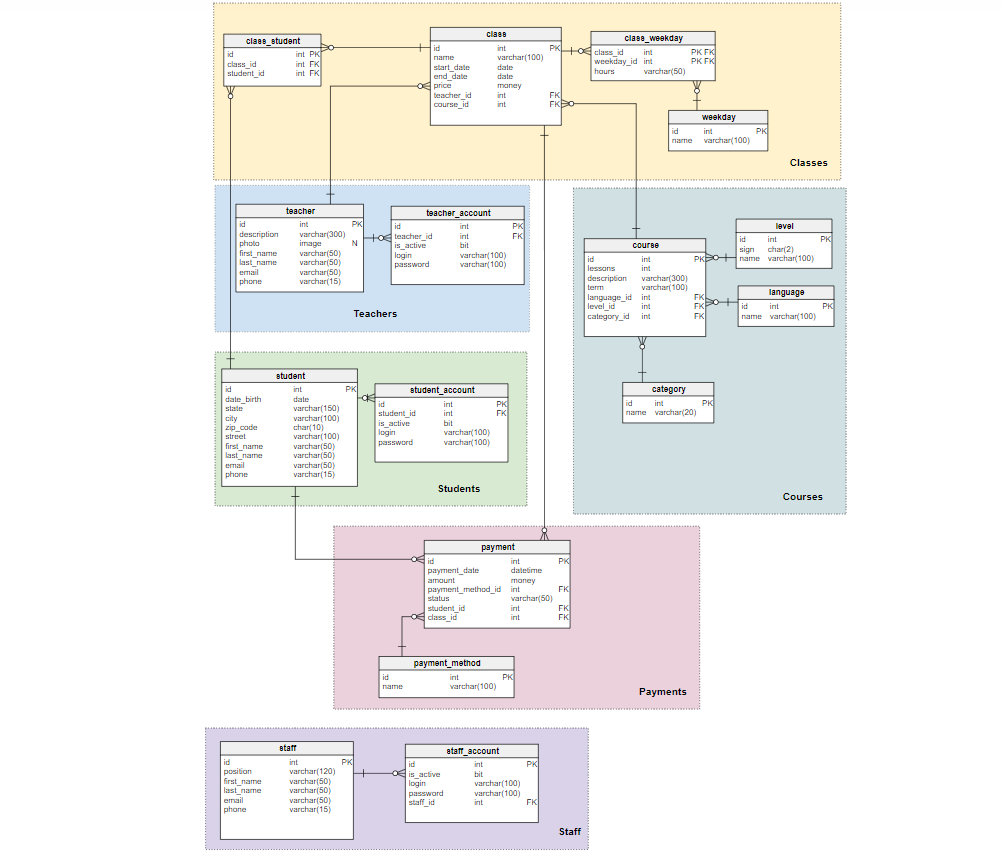 class_student
id int PK
class_id int FK
student_id int FK
class
id int PK
name varchar(100)
start_date date
end_date date
price money
teacher_id int FK
course_id int FK
class_weekday
class_id int PK FK
weekday_id int PK FK
hours varchar(50)
weekday
id int PK
name varchar(100)
Classes
teacher
id int PK
description varchar(300)
photo image N
first_name varchar(50)
last_name varchar(50)
email varchar(50)
phone varchar(15)
teacher_account
id int PK
teacher_id int FK
is_active bit
login varchar(100)
password varchar(100)
Teachers
course
id int PK
lessons int
description varchar(300)
term varchar(100)
language_id int FK
level_id int FK
category_id int FK
level
id int PK
sign char(2)
name varchar(100)
language
id int PK
name varchar(100)
category
id int PK
name varchar(20)
Courses
student
id int PK
date_birth date
state varchar(150)
city varchar(100)
zip_code char(10)
street varchar(100)
first_name varchar(50)
last_name varchar(50)
email varchar(50)
phone varchar(15)
student_account
id int PK
student_id int FK
is_active bit
login varchar(100)
password varchar(100)
Students
payment
id int PK
payment_date datetime
amount money
payment_method_id int FK
status varchar(50)
student_id int FK
class_id int FK
payment_method
id int PK
name varchar(100)
Payments
staff
id int PK
position varchar(120)
first_name varchar(50)
last_name varchar(50)
email varchar(50)
phone varchar(15)
staff_account
id int PK
is_active bit
login varchar(100)
password varchar(100)
staff_id int FK
Staff